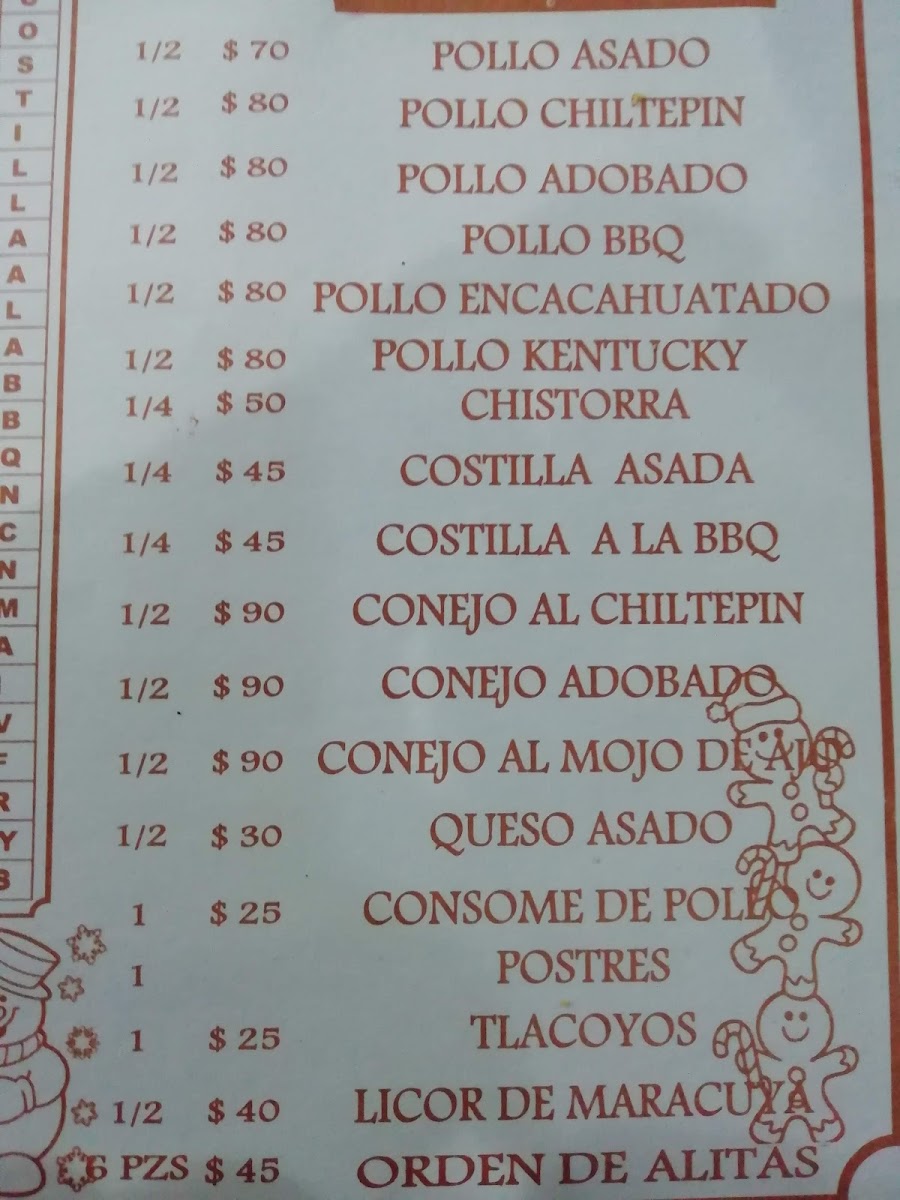 O
S
T
I
L
L
A
A
L
A
B
B
Q
N
C
N
M
A
V
F
R
Y
1/2 $ 70 POLLO ASADO
1/2 $ 80 POLLO CHILTEPIN
1/2 $ 80 POLLO ADOBADO
1/2 $ 80 POLLO BBQ
1/2 $ 80 POLLO ENCACAHUATADO
1/2 $ 80 POLLO KENTUCKY
1/4 $ 50 CHISTORRA
1/4 $ 45 COSTILLA ASADA
1/4 $ 45 COSTILLA A LA BBQ
1/2 $ 90 CONEJO AL CHILTEPIN
1/2 $ 90 CONEJO ADOBADO
1/2 $ 90 CONEJO AL MOJO DE AJO
1/2 $ 30 QUESO ASADO
1 $ 25 CONSOME DE POLLO
1 POSTRES
1 $ 25 TLACOYOS
1/2 $ 40 LICOR DE MARACUYA
6 PZS $ 45 ORDEN DE ALITAS